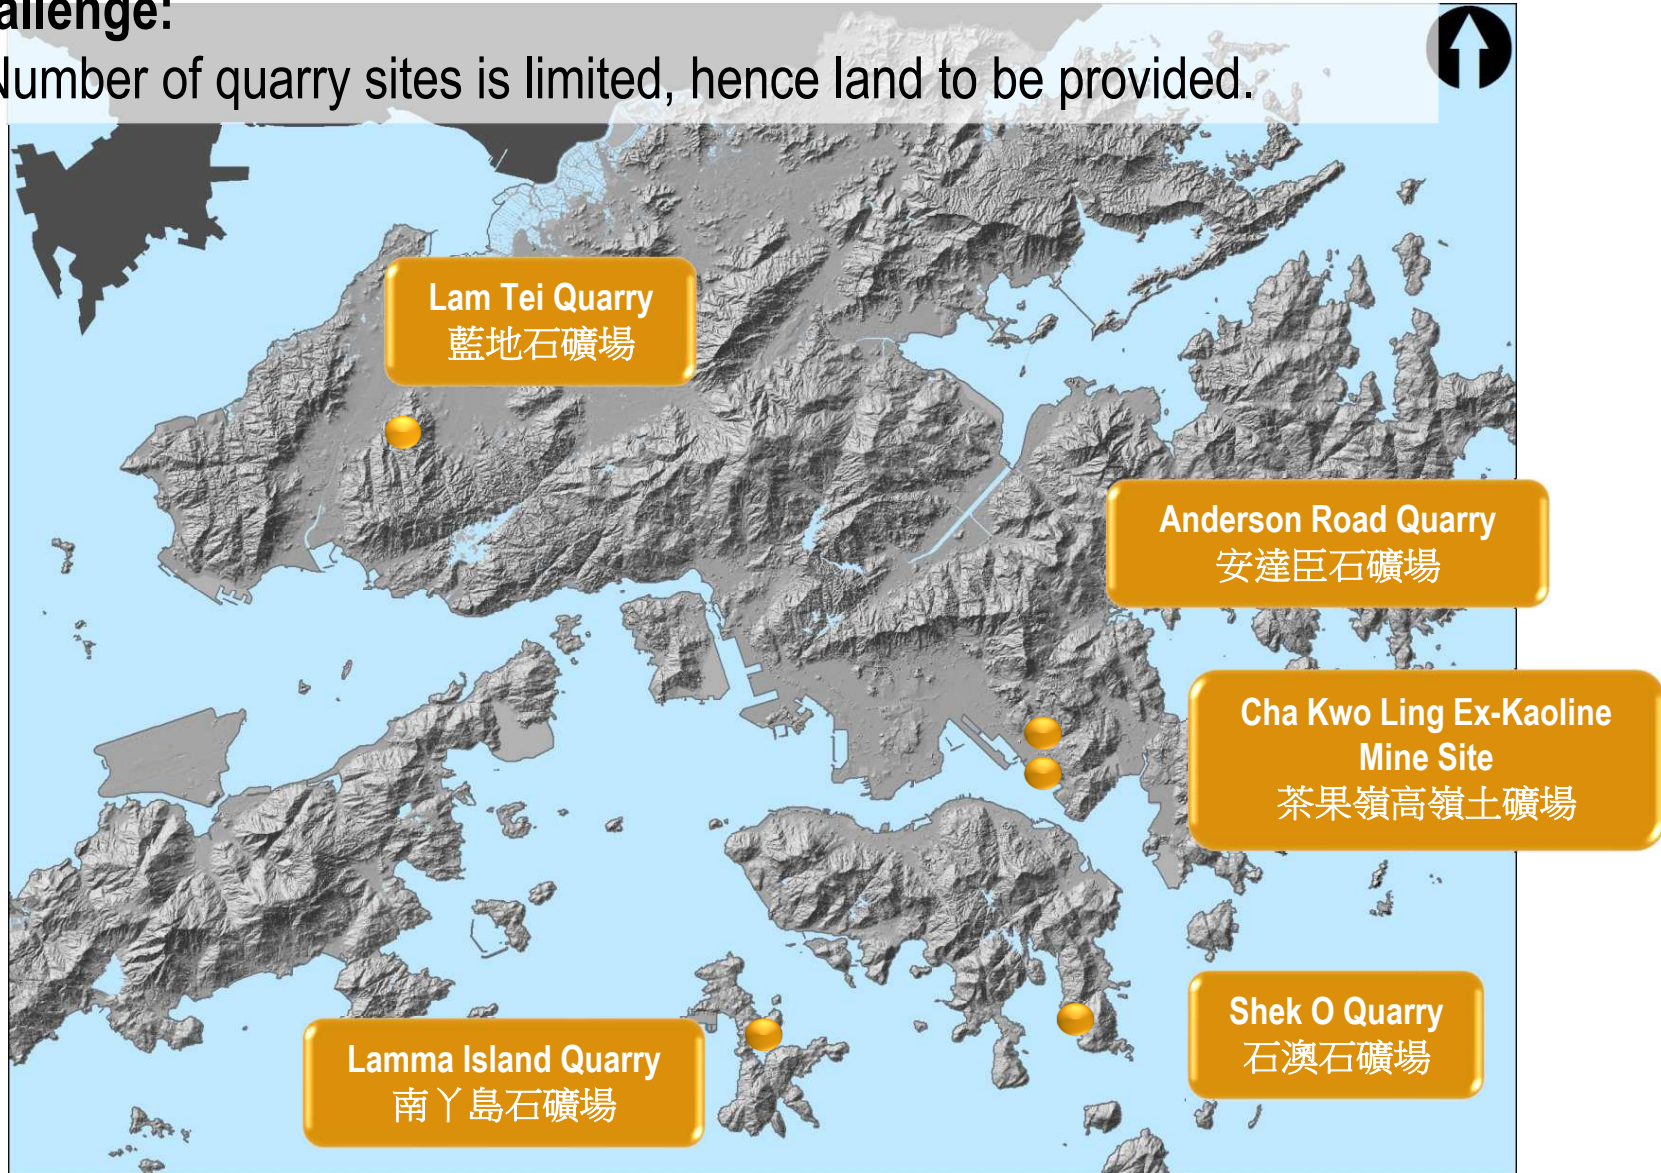 allenge:
Number of quarry sites is limited, hence land to be provided.
Lam Tei Quarry
藍地石礦場
Anderson Road Quarry
安達臣石礦場
Cha Kwo Ling Ex-Kaoline
Mine Site
茶果嶺高嶺土礦場
Shek O Quarry
石澳石礦場
Lamma Island Quarry
南丫島石礦場